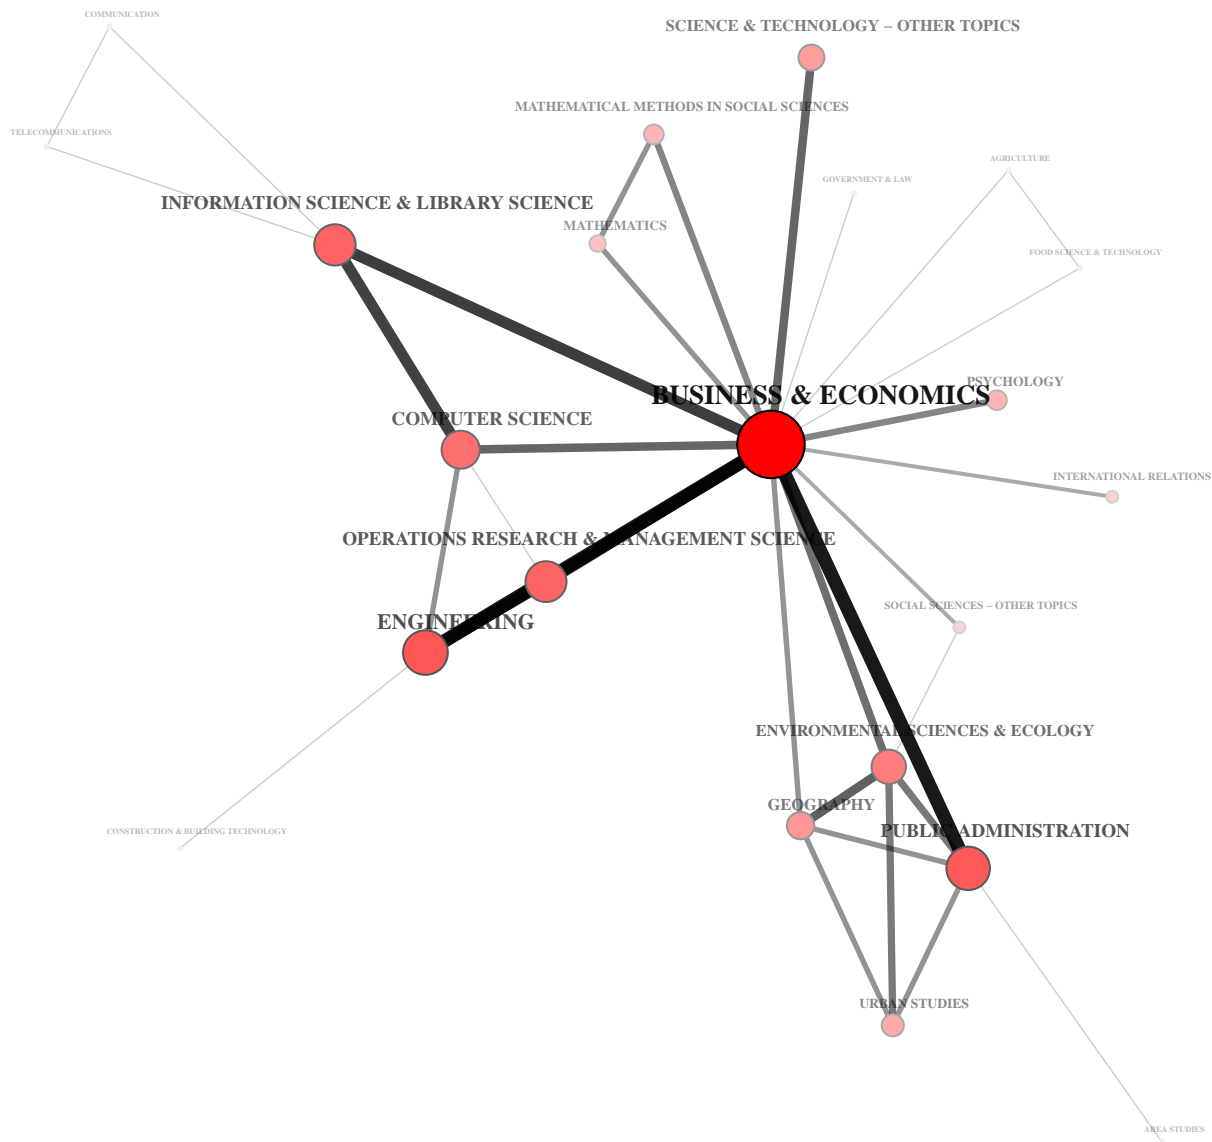 COMMUNICATION
SCIENCE & TECHNOLOGY – OTHER TOPICS
MATHEMATICAL METHODS IN SOCIAL SCIENCES
TELECOMMUNICATIONS
AGRICULTURE
GOVERNMENT & LAW
INFORMATION SCIENCE & LIBRARY SCIENCE
MATHEMATICS
FOOD SCIENCE & TECHNOLOGY
PSYCHOLOGY
BUSINESS & ECONOMICS
COMPUTER SCIENCE
INTERNATIONAL RELATIONS
OPERATIONS RESEARCH & MANAGEMENT SCIENCE
SOCIAL SCIENCES – OTHER TOPICS
ENGINEERING
ENVIRONMENTAL SCIENCES & ECOLOGY
GEOGRAPHY
CONSTRUCTION & BUILDING TECHNOLOGY
PUBLIC ADMINISTRATION
URBAN STUDIES
AREA STUDIES